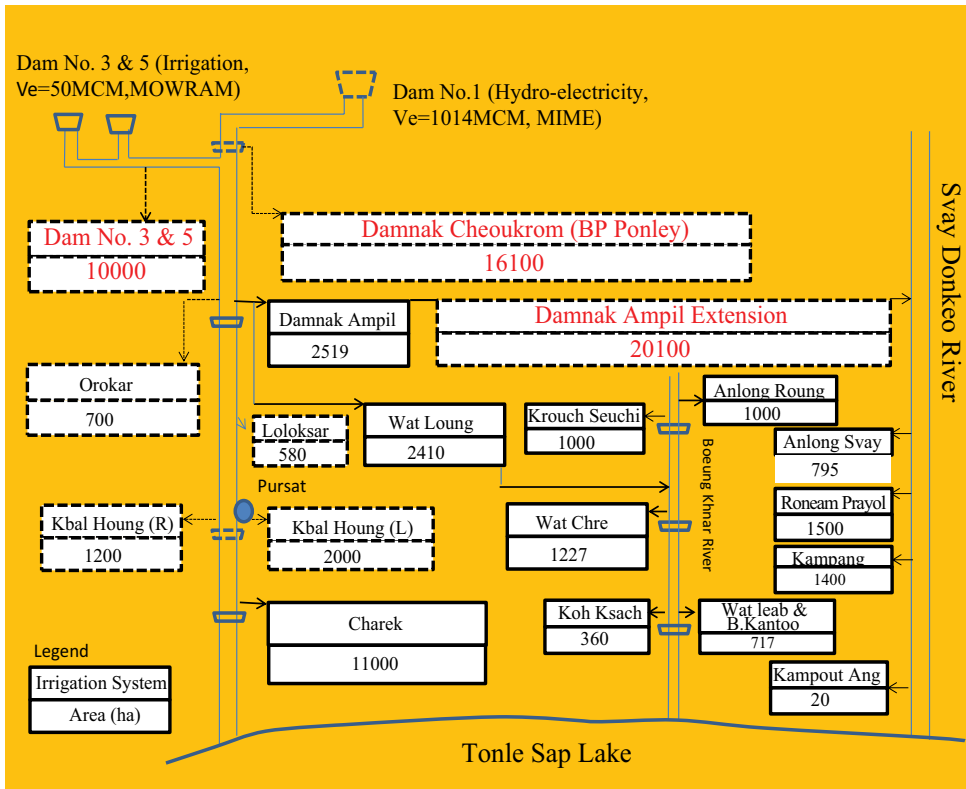 Dam No. 3 & 5 (Irrigation,
Ve=50MCM,MOWRAM)
Dam No.1 (Hydro-electricity,
Ve=1014MCM, MIME)
Svay Donkeo River
Dam No. 3 & 5
10000
Damnak Cheoukrom (BP Ponley)
16100
Damnak Ampil
2519
Damnak Ampil Extension
20100
Orokar
700
Loloksar
580
Wat Loung
2410
Krouch Seuchi
1000
Anlong Roung
1000
Boeung Khnar River
Anlong Svay
795
Pursat
Kbal Houng (R)
1200
Kbal Houng (L)
2000
Wat Chre
1227
Roneam Prayol
1500
Kampang
1400
Charek
11000
Koh Ksach
360
Wat leab &
B.Kantoo
717
Kampout Ang
20
Legend
Irrigation System
Area (ha)
Tonle Sap Lake